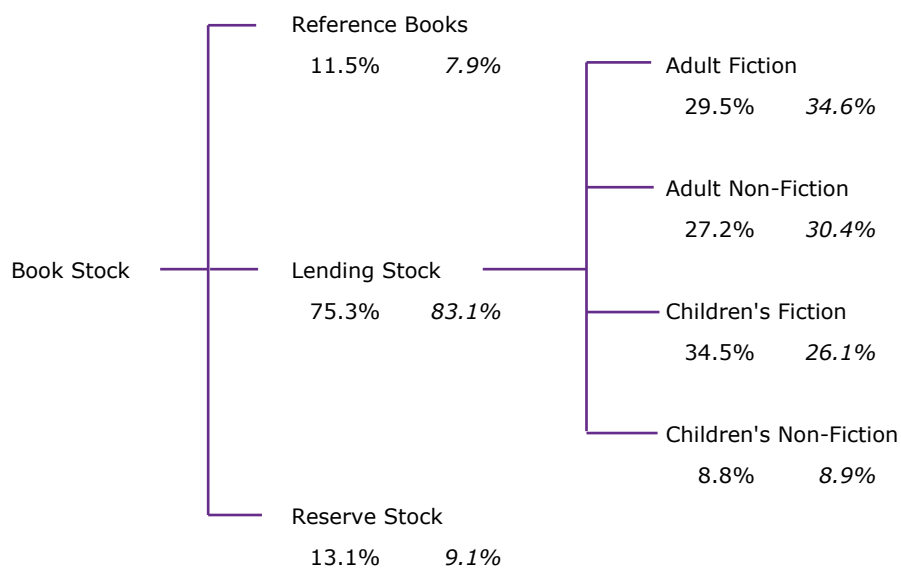 Reference Books
11.5% 7.9%
Adult Fiction
29.5% 34.6%
Adult Non-Fiction
27.2% 30.4%
Book Stock
Lending Stock
75.3% 83.1%
Children's Fiction
34.5% 26.1%
Children's Non-Fiction
8.8% 8.9%
Reserve Stock
13.1% 9.1%